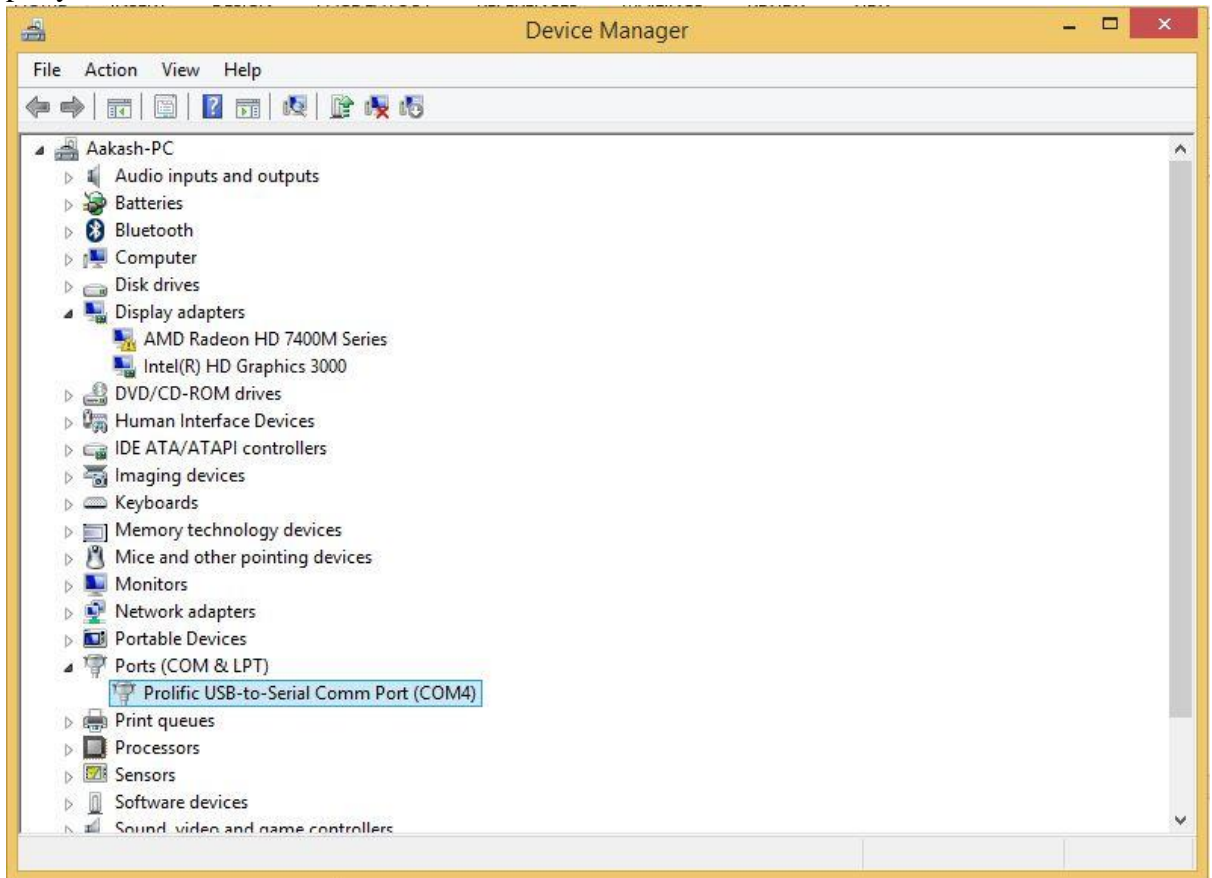 Device Manager
File Action View Help
Aakash-PC
Audio inputs and outputs
Batteries
Bluetooth
Computer
Disk drives
Display adapters
AMD Radeon HD 7400M Series
Intel(R) HD Graphics 3000
DVD/CD-ROM drives
Human Interface Devices
IDE ATA/ATAPI controllers
Imaging devices
Keyboards
Memory technology devices
Mice and other pointing devices
Monitors
Network adapters
Portable Devices
Ports (COM & LPT)
Prolific USB-to-Serial Comm Port (COM4)
Print queues
Processors
Sensors
Software devices
Sound, video and game controllers